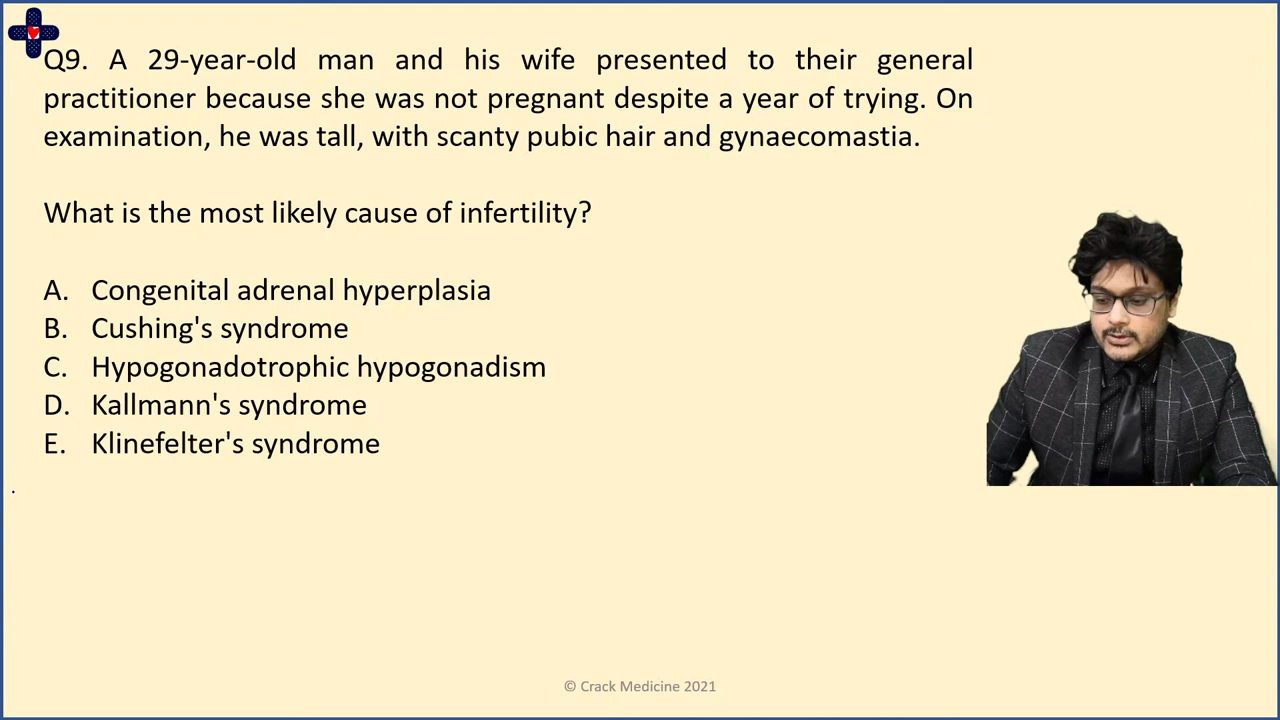 Q9. A 29-year-old man and his wife presented to their general
practitioner because she was not pregnant despite a year of trying. On
examination, he was tall, with scanty pubic hair and gynaecomastia.
What is the most likely cause of infertility?
A. Congenital adrenal hyperplasia
B. Cushing's syndrome
C. Hypogonadotrophic hypogonadism
D. Kallmann's syndrome
E. Klinefelter's syndrome
© Crack Medicine 2021